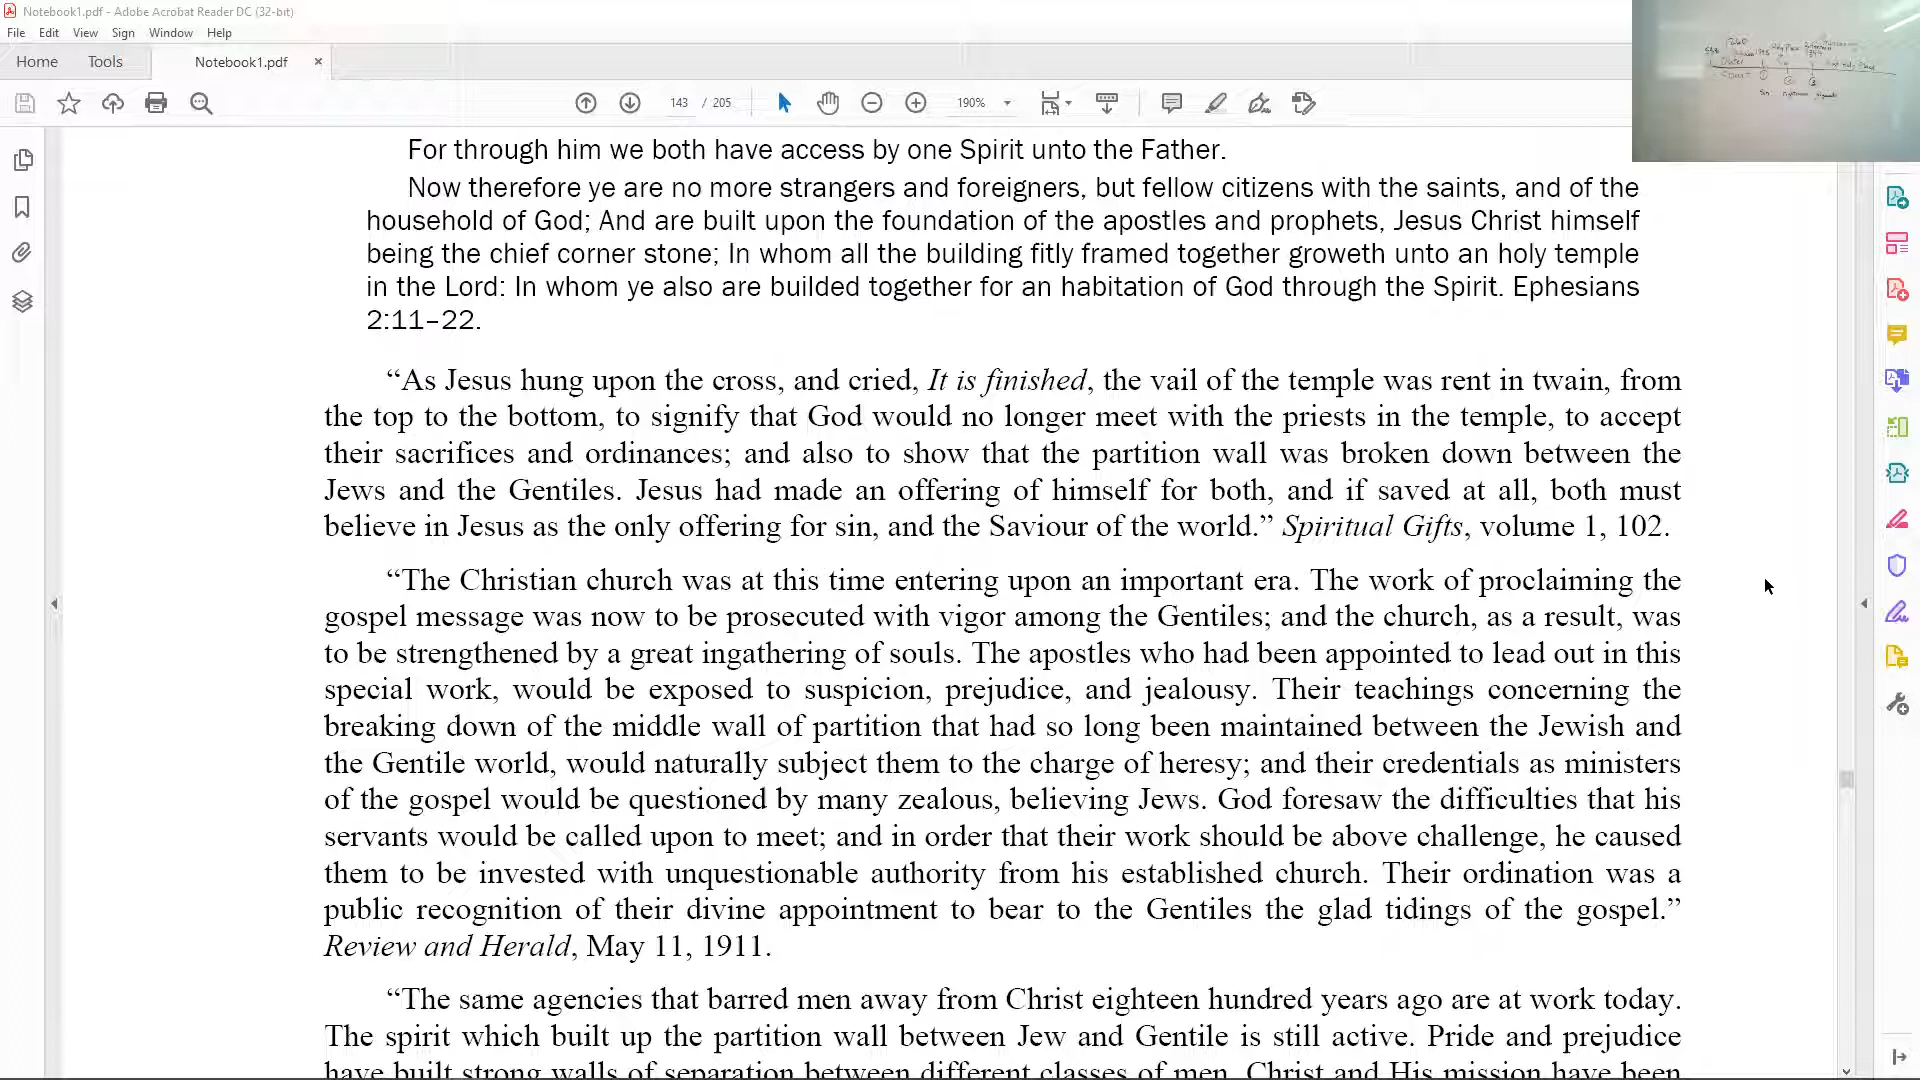 Notebook1.pdf - Adobe Acrobat Reader DC (32-bit)
File Edit View Sign Window Help
Home Tools Notebook1.pdf ×
143 / 205 190%
For through him we both have access by one Spirit unto the Father.
Now therefore ye are no more strangers and foreigners, but fellow citizens with the saints, and of the
household of God; And are built upon the foundation of the apostles and prophets, Jesus Christ himself
being the chief corner stone; In whom all the building fitly framed together groweth unto an holy temple
in the Lord: In whom ye also are builded together for an habitation of God through the Spirit. Ephesians
2:11–22.
“As Jesus hung upon the cross, and cried, It is finished, the vail of the temple was rent in twain, from
the top to the bottom, to signify that God would no longer meet with the priests in the temple, to accept
their sacrifices and ordinances; and also to show that the partition wall was broken down between the
Jews and the Gentiles. Jesus had made an offering of himself for both, and if saved at all, both must
believe in Jesus as the only offering for sin, and the Saviour of the world.” Spiritual Gifts, volume 1, 102.
“The Christian church was at this time entering upon an important era. The work of proclaiming the
gospel message was now to be prosecuted with vigor among the Gentiles; and the church, as a result, was
to be strengthened by a great ingathering of souls. The apostles who had been appointed to lead out in this
special work, would be exposed to suspicion, prejudice, and jealousy. Their teachings concerning the
breaking down of the middle wall of partition that had so long been maintained between the Jewish and
the Gentile world, would naturally subject them to the charge of heresy; and their credentials as ministers
of the gospel would be questioned by many zealous, believing Jews. God foresaw the difficulties that his
servants would be called upon to meet; and in order that their work should be above challenge, he caused
them to be invested with unquestionable authority from his established church. Their ordination was a
public recognition of their divine appointment to bear to the Gentiles the glad tidings of the gospel.”
Review and Herald, May 11, 1911.
“The same agencies that barred men away from Christ eighteen hundred years ago are at work today.
The spirit which built up the partition wall between Jew and Gentile is still active. Pride and prejudice
have built strong walls of separation between different classes of men. Christ and His mission have been